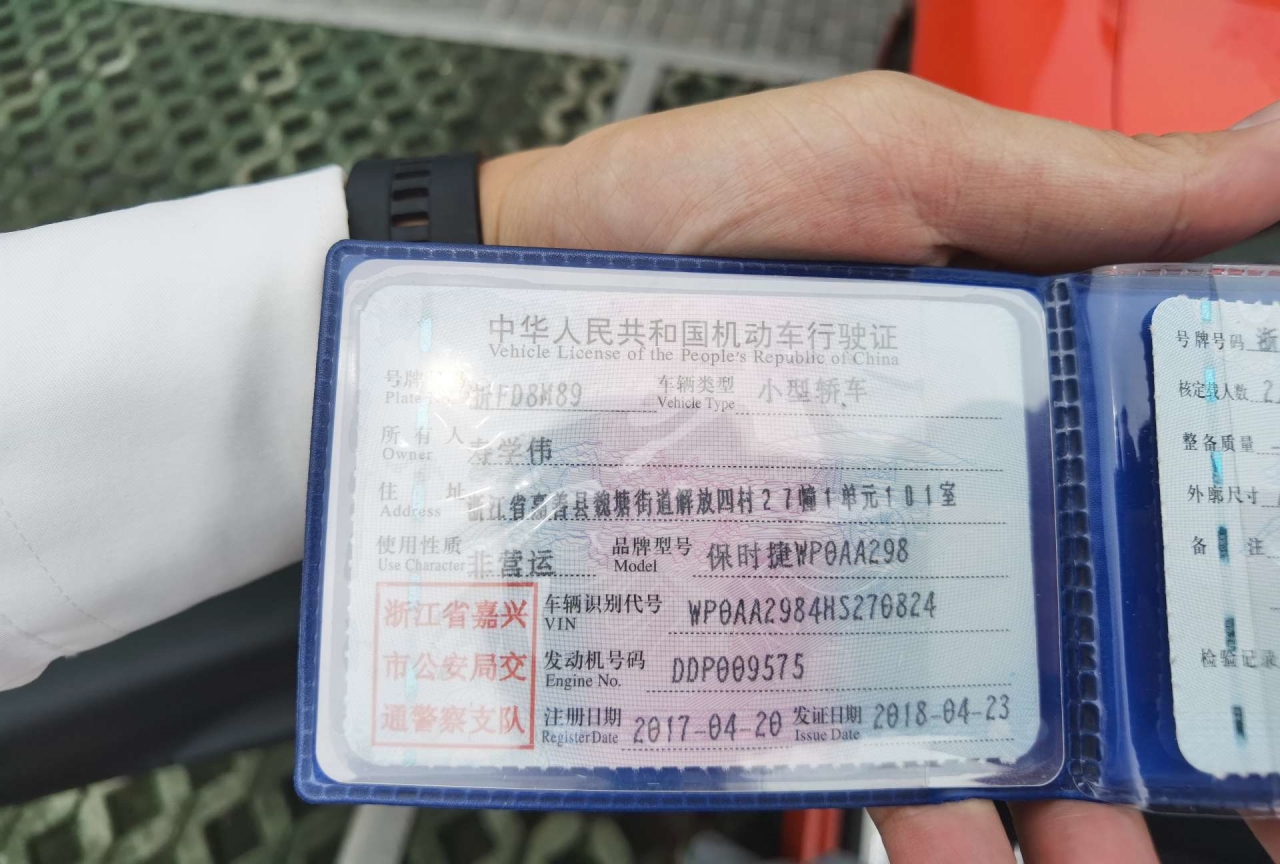 中华人民共和国机动车行驶证
Vehicle License of the People's Republic of China
号牌 浙FD8M89 车辆类型 小型轿车
Plate Vehicle Type
所有人 寿学伟
Owner
住址 浙江省嘉善县魏塘街道解放四村27幢1单元101室
Address
使用性质 非营运 品牌型号 保时捷WP0AA298
Use Character Model
浙江省嘉兴
市公安局交
通警察支队
车辆识别代号 WP0AA2984HS270824
VIN
发动机号码 DDP009575
Engine No.
注册日期 2017-04-20 发证日期 2018-04-23
Register Date Issue Date
号牌号码 浙
核定载人数 2
整备质量
外廓尺寸
备注
检验记录